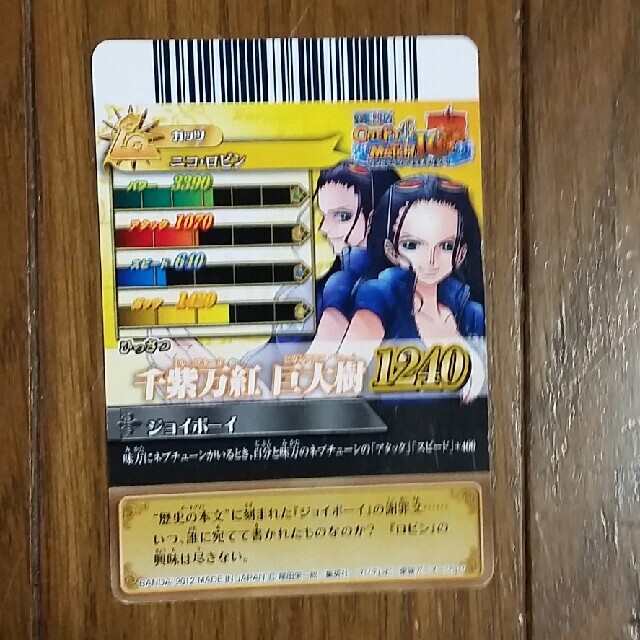 ガッツ
ニコ・ロビン
パワー 3390
アタック 1070
スピード 640
ガッツ 1420
ひっさつ
千紫万紅 巨大樹 1240
ジョイボーイ
味方にネプチューンがいるとき、自分と味方のネプチューンの「アタック」「スピード」+400
"歴史の本文"に刻まれた『ジョイボーイ』の謝罪文……
いつ、誰に宛てて書かれたものなのか? 『ロビン』の
興味は尽きない。
BANDAI 2012 MADE IN JAPAN